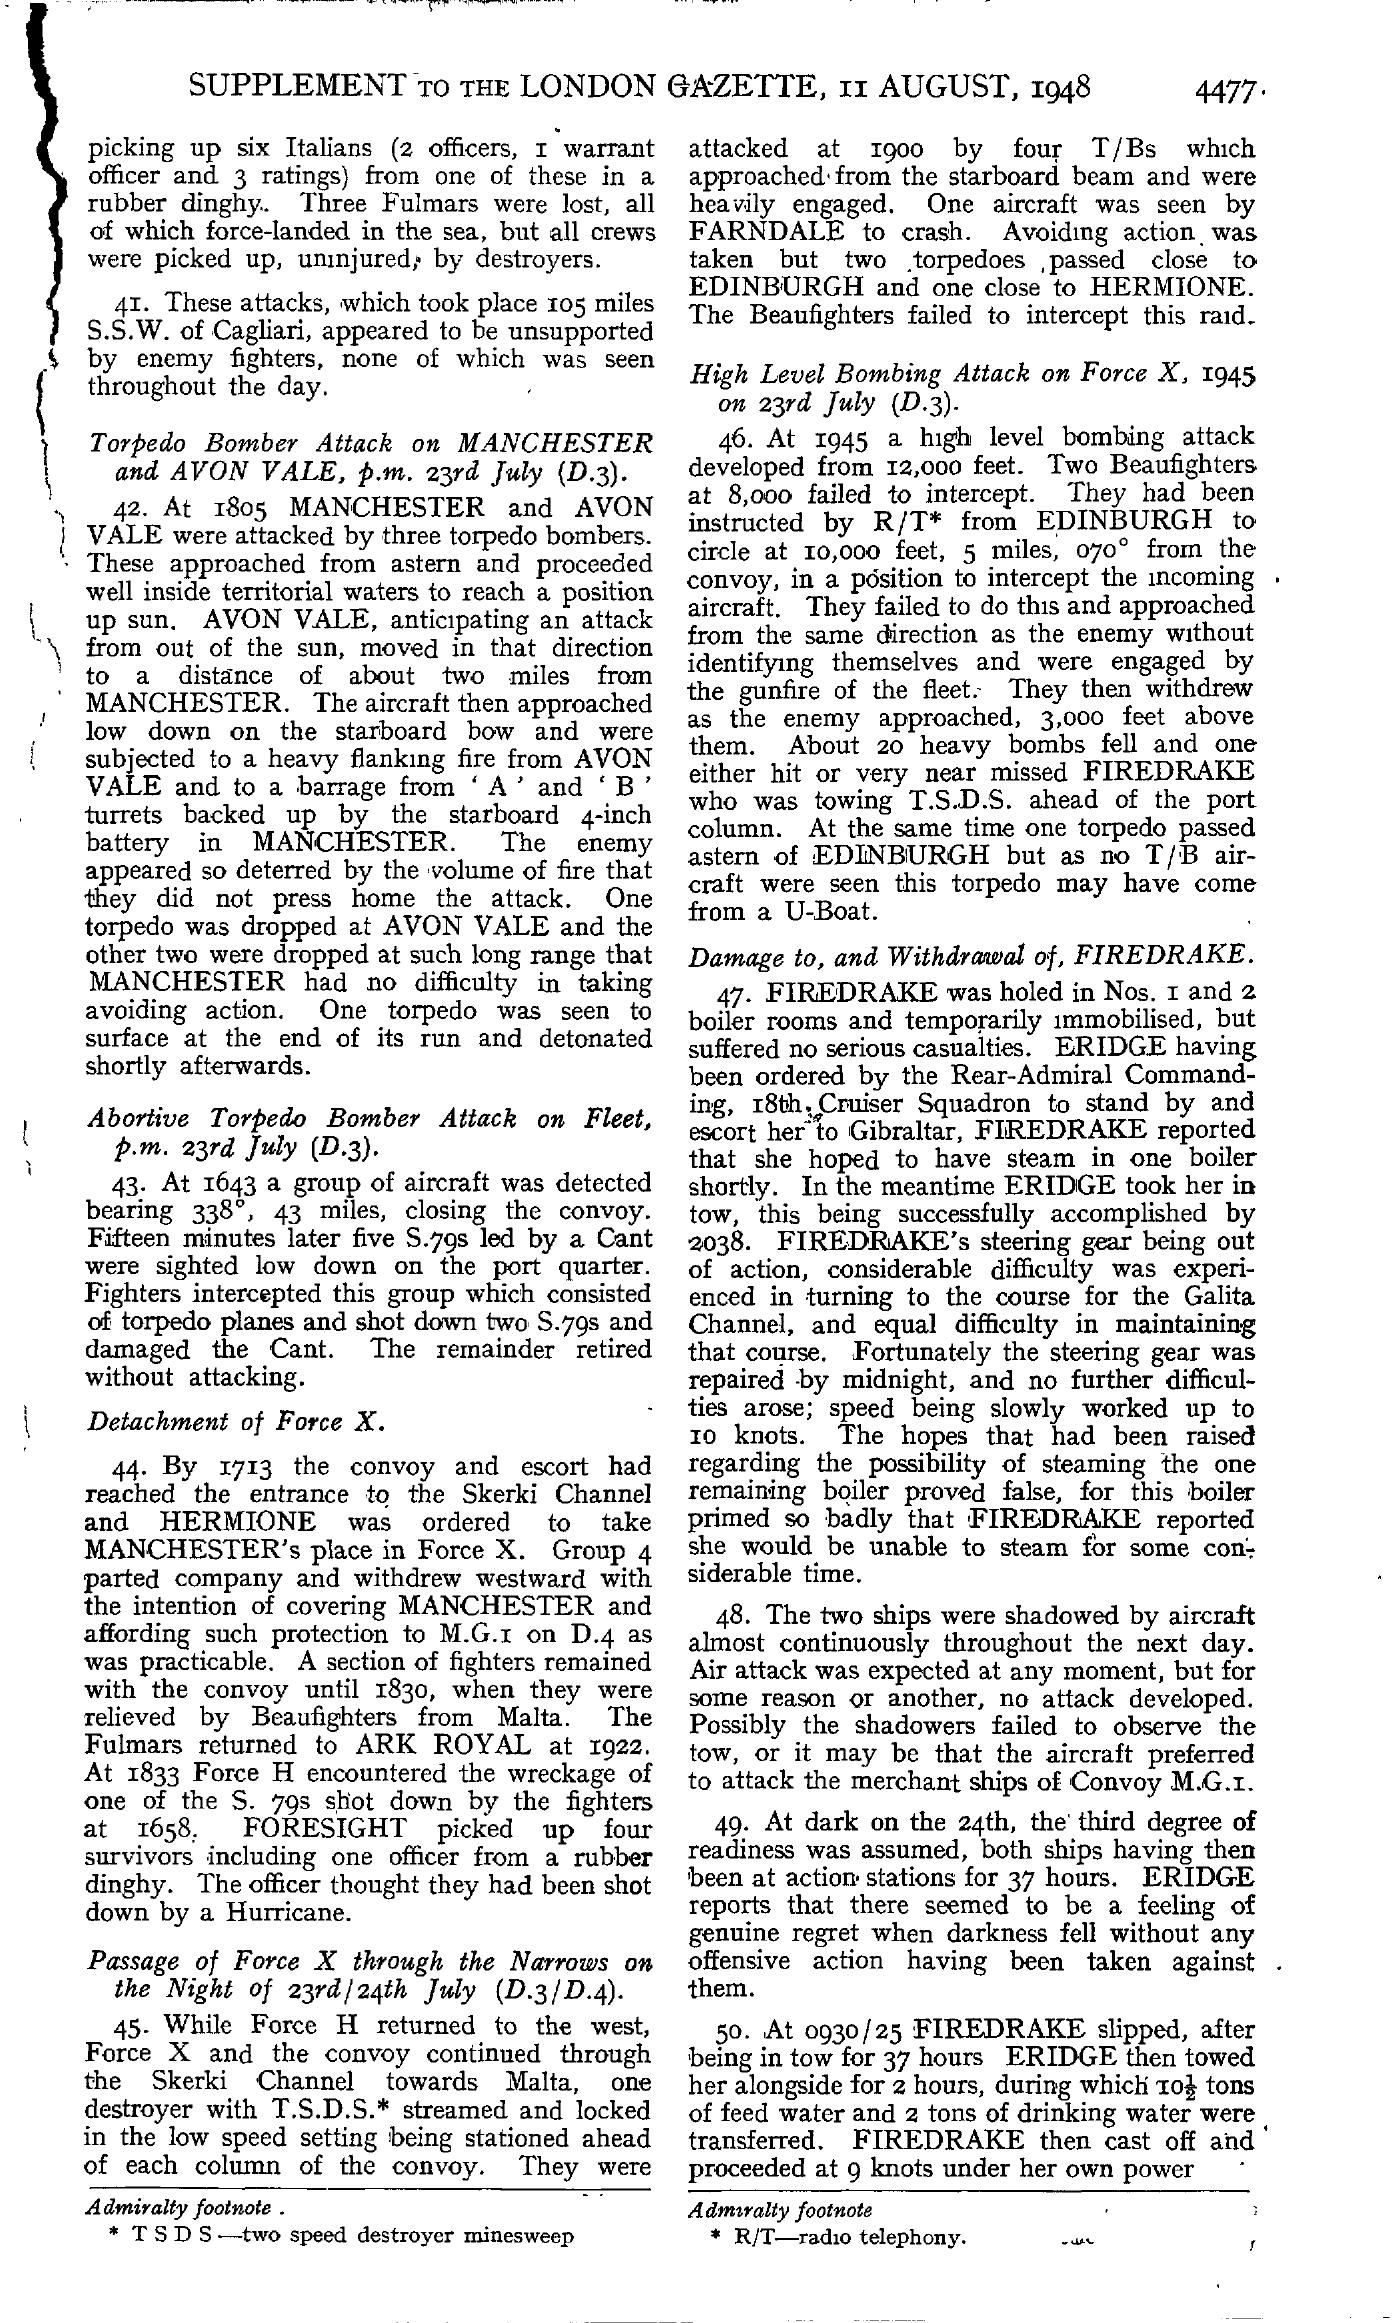 SUPPLEMENT TO THE LONDON GAZETTE, 11 AUGUST, 1948 4477
picking up six Italians (2 officers, 1 warrant
officer and 3 ratings) from one of these in a
rubber dinghy. Three Fulmars were lost, all
of which force-landed in the sea, but all crews
were picked up, uninjured, by destroyers.
41. These attacks, which took place 105 miles
S.S.W. of Cagliari, appeared to be unsupported
by enemy fighters, none of which was seen
throughout the day.
Torpedo Bomber Attack on MANCHESTER
and AVON VALE, p.m. 23rd July (D.3).
42. At 1805 MANCHESTER and AVON
VALE were attacked by three torpedo bombers.
These approached from astern and proceeded
well inside territorial waters to reach a position
up sun. AVON VALE, anticipating an attack
from out of the sun, moved in that direction
to a distance of about two miles from
MANCHESTER. The aircraft then approached
low down on the starboard bow and were
subjected to a heavy flanking fire from AVON
VALE and to a barrage from ' A ' and ' B '
turrets backed up by the starboard 4-inch
battery in MANCHESTER. The enemy
appeared so deterred by the volume of fire that
they did not press home the attack. One
torpedo was dropped at AVON VALE and the
other two were dropped at such long range that
MANCHESTER had no difficulty in taking
avoiding action. One torpedo was seen to
surface at the end of its run and detonated
shortly afterwards.
Abortive Torpedo Bomber Attack on Fleet,
p.m. 23rd July (D.3).
43. At 1643 a group of aircraft was detected
bearing 338°, 43 miles, closing the convoy.
Fifteen minutes later five S.79s led by a Cant
were sighted low down on the port quarter.
Fighters intercepted this group which consisted
of torpedo planes and shot down two S.79s and
damaged the Cant. The remainder retired
without attacking.
Detachment of Force X.
44. By 1713 the convoy and escort had
reached the entrance to the Skerki Channel
and HERMIONE was ordered to take
MANCHESTER's place in Force X. Group 4
parted company and withdrew westward with
the intention of covering MANCHESTER and
affording such protection to M.G.1 on D.4 as
was practicable. A section of fighters remained
with the convoy until 1830, when they were
relieved by Beaufighters from Malta. The
Fulmars returned to ARK ROYAL at 1922.
At 1833 Force H encountered the wreckage of
one of the S. 79s shot down by the fighters
at 1658. FORESIGHT picked up four
survivors including one officer from a rubber
dinghy. The officer thought they had been shot
down by a Hurricane.
Passage of Force X through the Narrows on
the Night of 23rd/24th July (D.3/D.4).
45. While Force H returned to the west,
Force X and the convoy continued through
the Skerki Channel towards Malta, one
destroyer with T.S.D.S.* streamed and locked
in the low speed setting being stationed ahead
of each column of the convoy. They were
Admiralty footnote .
* T S D S —two speed destroyer minesweep
attacked at 1900 by four T/Bs which
approached from the starboard beam and were
heavily engaged. One aircraft was seen by
FARNDALE to crash. Avoiding action was
taken but two torpedoes passed close to
EDINBURGH and one close to HERMIONE.
The Beaufighters failed to intercept this raid.
High Level Bombing Attack on Force X, 1945
on 23rd July (D.3).
46. At 1945 a high level bombing attack
developed from 12,000 feet. Two Beaufighters
at 8,000 failed to intercept. They had been
instructed by R/T* from EDINBURGH to
circle at 10,000 feet, 5 miles, 070° from the
convoy, in a position to intercept the incoming
aircraft. They failed to do this and approached
from the same direction as the enemy without
identifying themselves and were engaged by
the gunfire of the fleet. They then withdrew
as the enemy approached, 3,000 feet above
them. About 20 heavy bombs fell and one
either hit or very near missed FIREDRAKE
who was towing T.S.D.S. ahead of the port
column. At the same time one torpedo passed
astern of EDINBURGH but as no T/B air-
craft were seen this torpedo may have come
from a U-Boat.
Damage to, and Withdrawal of, FIREDRAKE.
47. FIREDRAKE was holed in Nos. 1 and 2
boiler rooms and temporarily immobilised, but
suffered no serious casualties. ERIDGE having
been ordered by the Rear-Admiral Command-
ing, 18th Cruiser Squadron to stand by and
escort her to Gibraltar, FIREDRAKE reported
that she hoped to have steam in one boiler
shortly. In the meantime ERIDGE took her in
tow, this being successfully accomplished by
2038. FIREDRAKE's steering gear being out
of action, considerable difficulty was experi-
enced in turning to the course for the Galita
Channel, and equal difficulty in maintaining
that course. Fortunately the steering gear was
repaired by midnight, and no further difficul-
ties arose; speed being slowly worked up to
10 knots. The hopes that had been raised
regarding the possibility of steaming the one
remaining boiler proved false, for this boiler
primed so badly that FIREDRAKE reported
she would be unable to steam for some con-
siderable time.
48. The two ships were shadowed by aircraft
almost continuously throughout the next day.
Air attack was expected at any moment, but for
some reason or another, no attack developed.
Possibly the shadowers failed to observe the
tow, or it may be that the aircraft preferred
to attack the merchant ships of Convoy M.G.1.
49. At dark on the 24th, the third degree of
readiness was assumed, both ships having then
been at action stations for 37 hours. ERIDGE
reports that there seemed to be a feeling of
genuine regret when darkness fell without any
offensive action having been taken against
them.
50. At 0930/25 FIREDRAKE slipped, after
being in tow for 37 hours ERIDGE then towed
her alongside for 2 hours, during which 10½ tons
of feed water and 2 tons of drinking water were
transferred. FIREDRAKE then cast off and
proceeded at 9 knots under her own power
Admiralty footnote
* R/T—radio telephony.